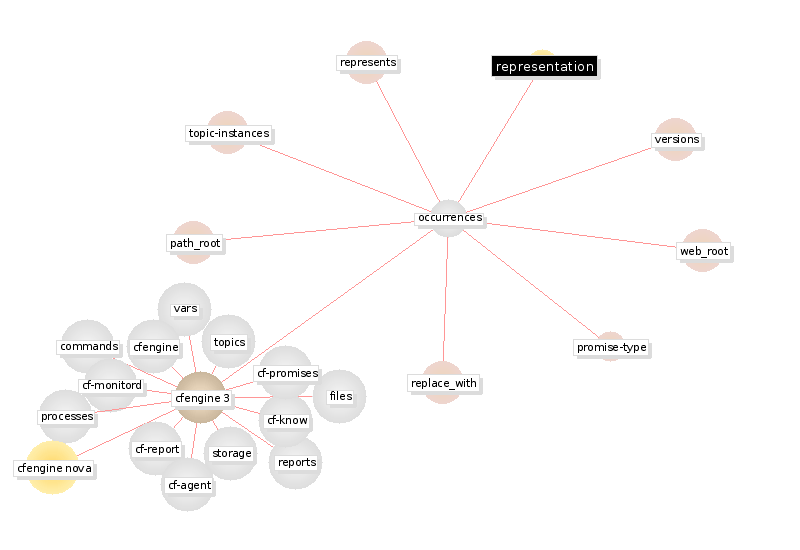 represents
representation
topic-instances
versions
occurrences
path_root
web_root
vars
topics
commands
cfengine
promise-type
cf-promises
cf-monitord
replace_with
cfengine 3
files
processes
cf-know
cf-report
storage
reports
cfengine nova
cf-agent